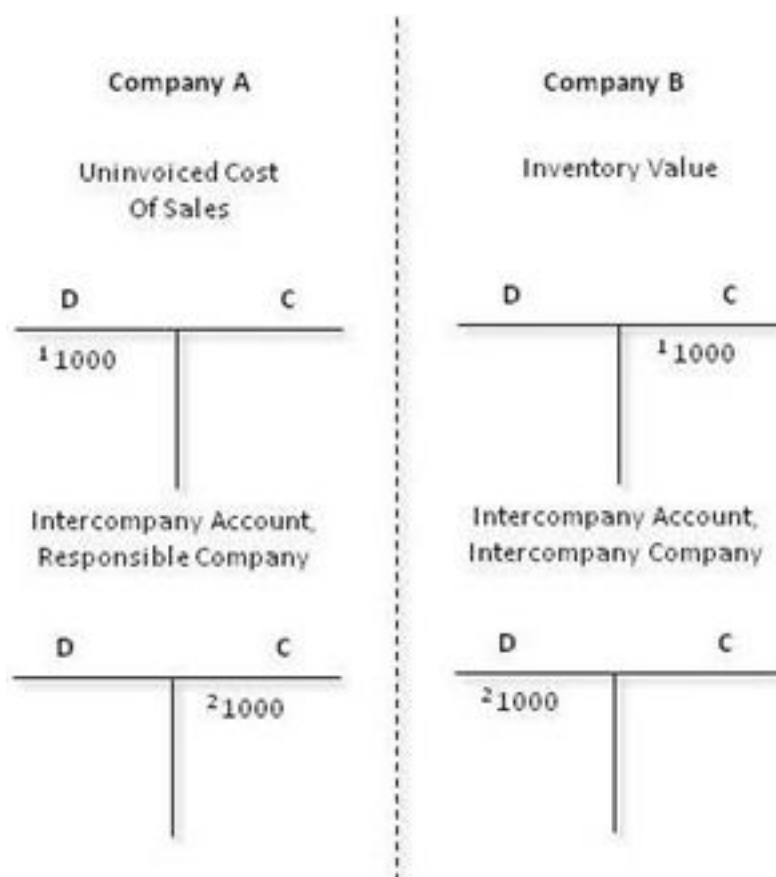 Company A
Uninvoiced Cost
Of Sales
D C
¹1000
Intercompany Account,
Responsible Company
D C
²1000
Company B
Inventory Value
D C
¹1000
Intercompany Account,
Intercompany Company
D C
²1000